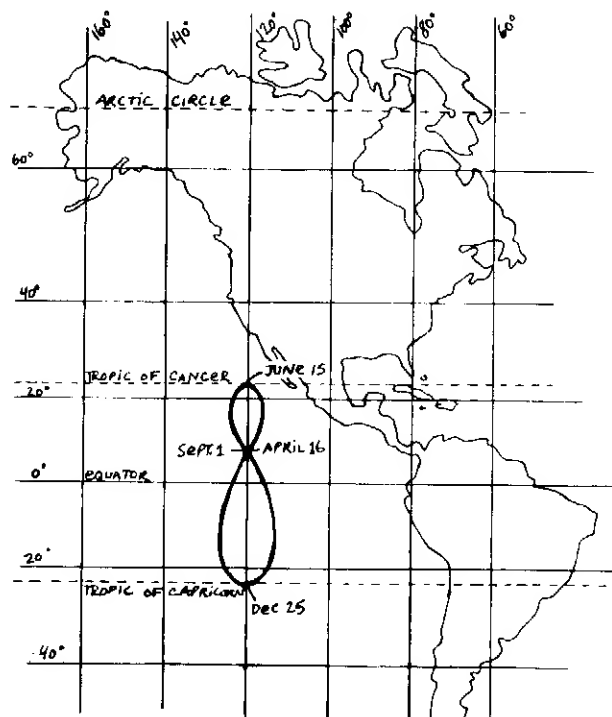 160°
140°
120°
100°
80°
60°
ARCTIC CIRCLE
60°
40°
JUNE 15
TROPIC OF CANCER
20°
SEPT. 1 APRIL 16
0° EQUATOR
20°
TROPIC OF CAPRICORN
DEC 25
40°